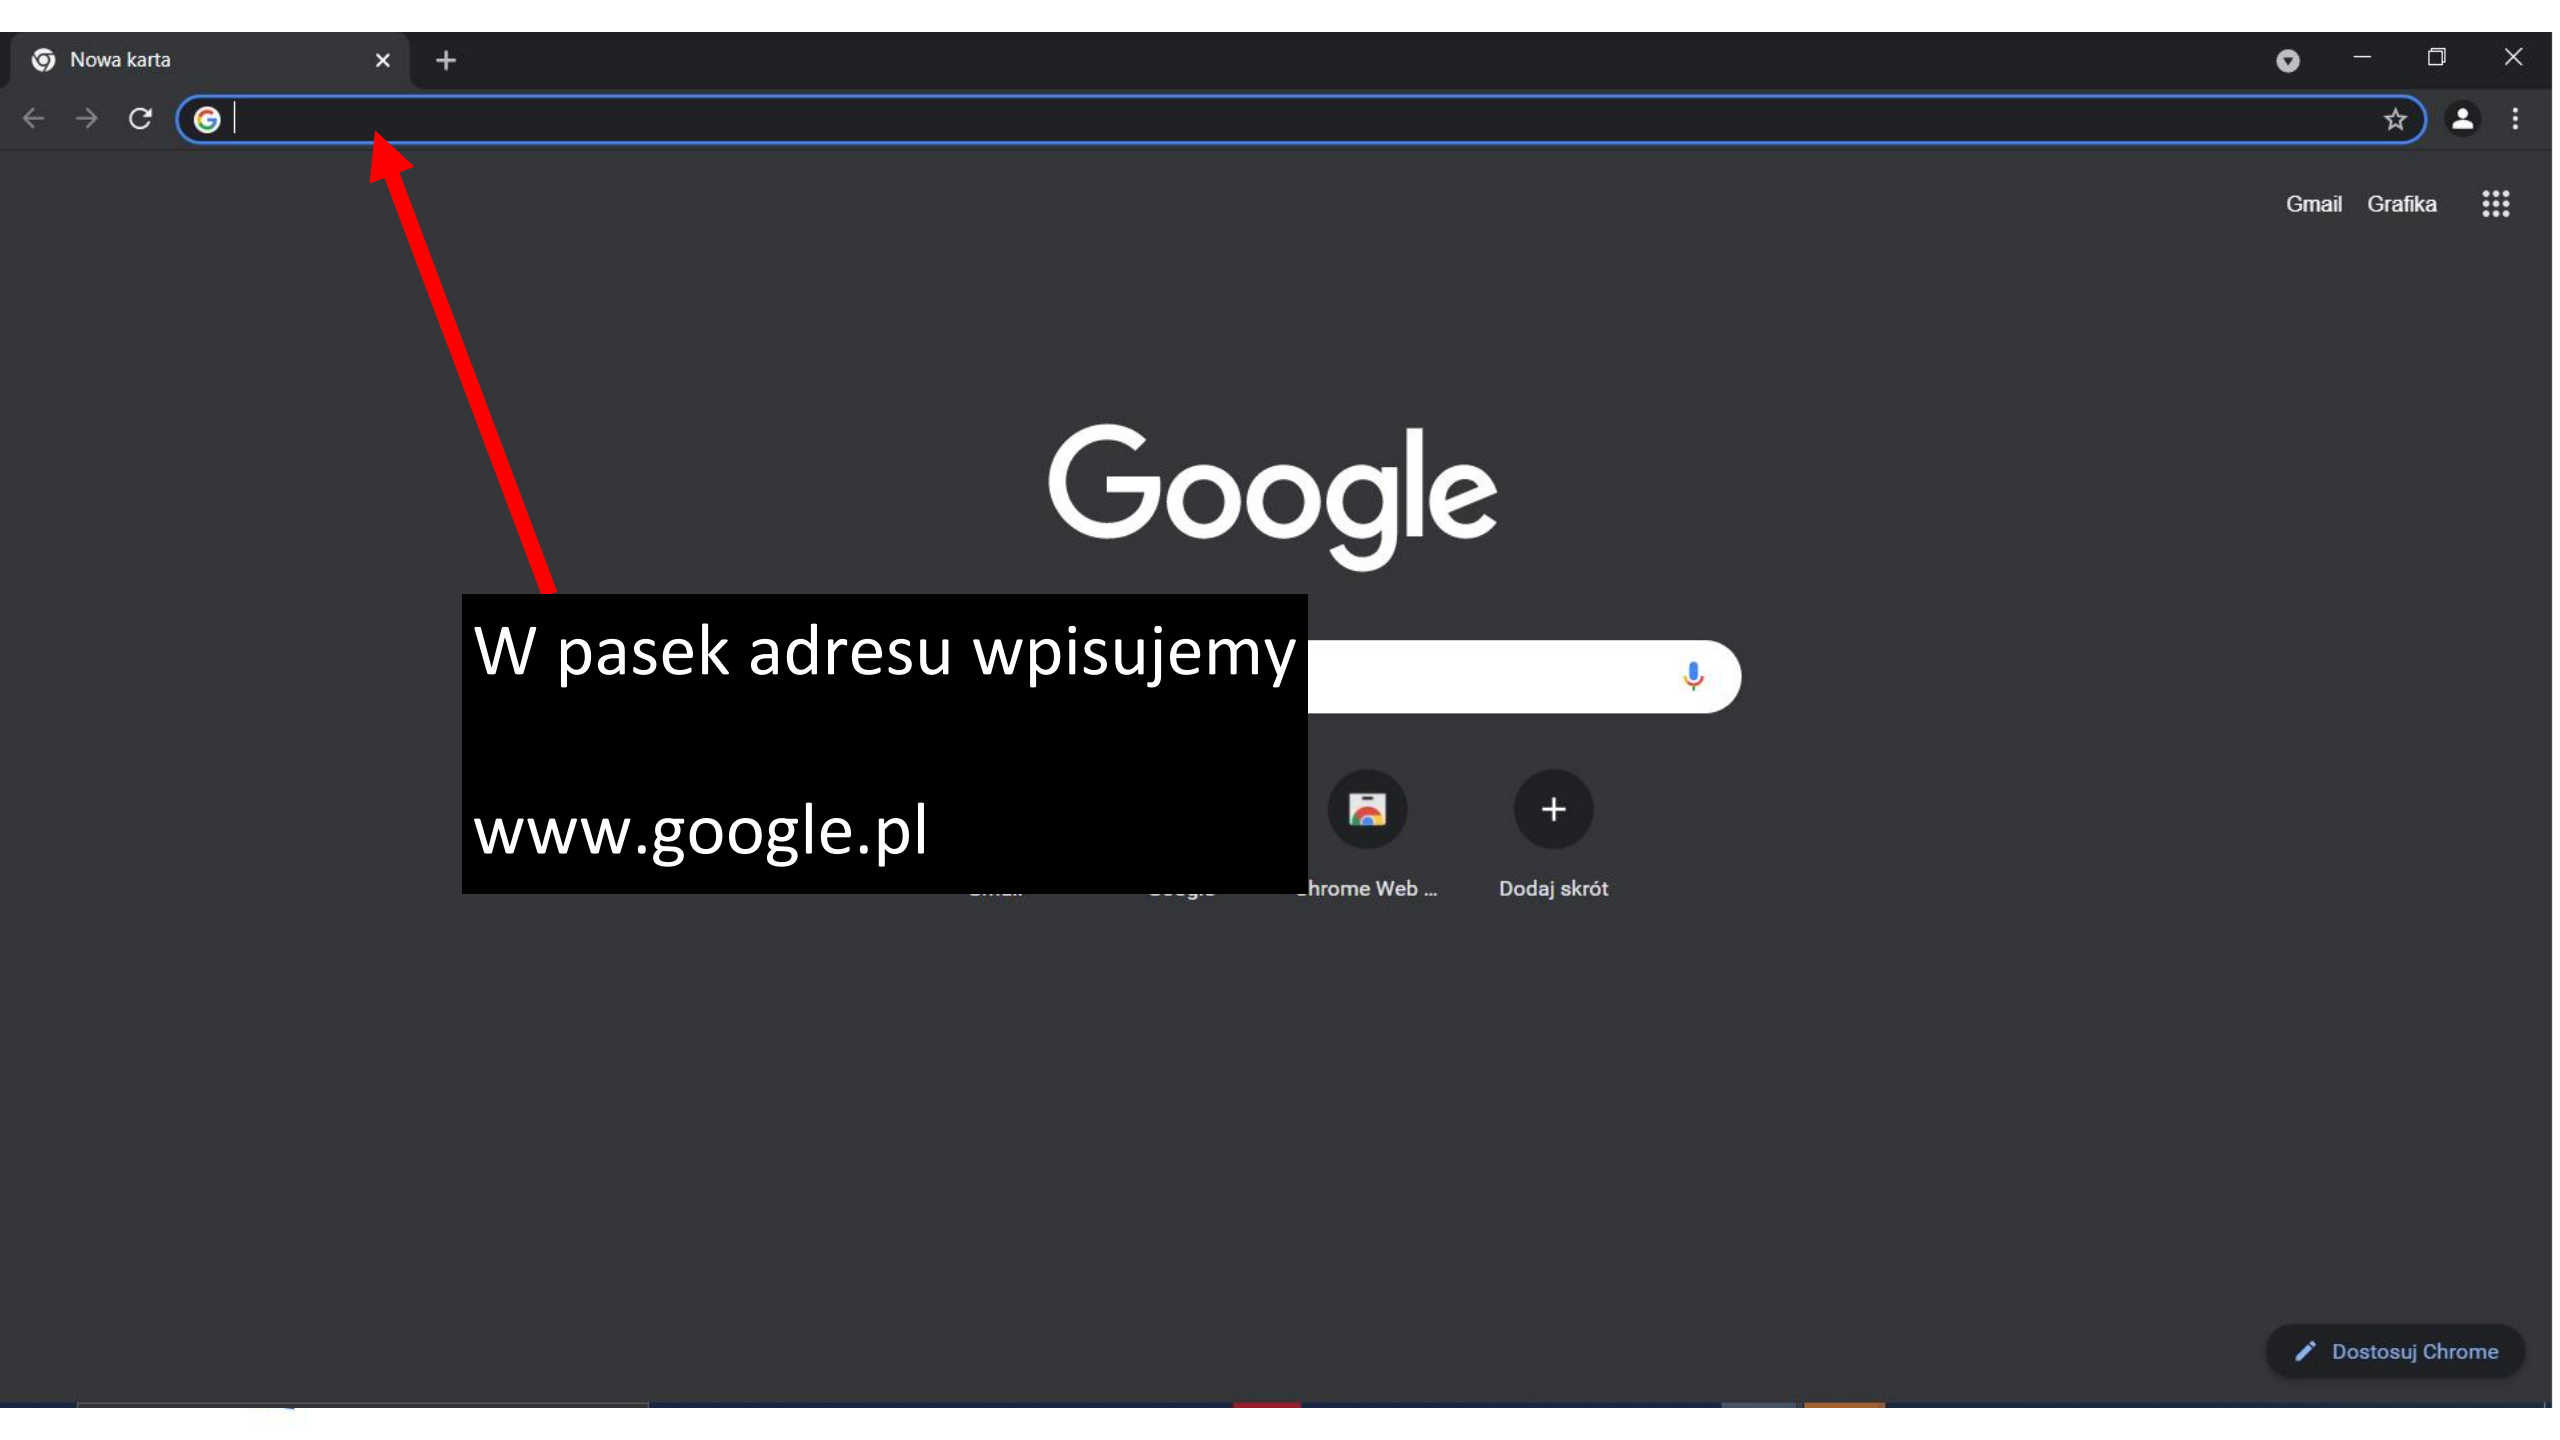 Nowa karta
Gmail Grafika
Google
W pasek adresu wpisujemy
www.google.pl
hrome Web ...
Dodaj skrót
Dostosuj Chrome